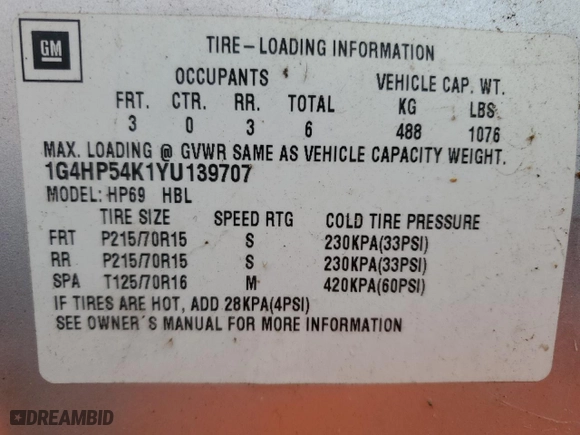 GM
TIRE-LOADING INFORMATION
OCCUPANTS VEHICLE CAP. WT.
FRT. CTR. RR. TOTAL KG LBS
3 0 3 6 488 1076
MAX. LOADING @ GVWR SAME AS VEHICLE CAPACITY WEIGHT.
1G4HP54K1YU139707
MODEL: HP69 HBL
TIRE SIZE SPEED RTG COLD TIRE PRESSURE
FRT P215/70R15 S 230KPA(33PSI)
RR P215/70R15 S 230KPA(33PSI)
SPA T125/70R16 M 420KPA(60PSI)
IF TIRES ARE HOT, ADD 28KPA(4PSI)
SEE OWNER'S MANUAL FOR MORE INFORMATION
DREAMBID